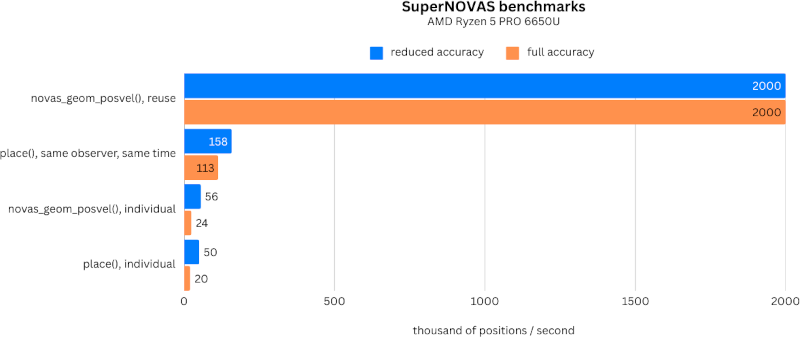 SuperNOVAS benchmarks
AMD Ryzen 5 PRO 6650U
reduced accuracy full accuracy
novas_geom_posvel(), reuse 2000
2000
place(), same observer, same time 158
113
novas_geom_posvel(), individual 56
24
place(), individual 50
20
0 500 1000 1500 2000
thousand of positions / second